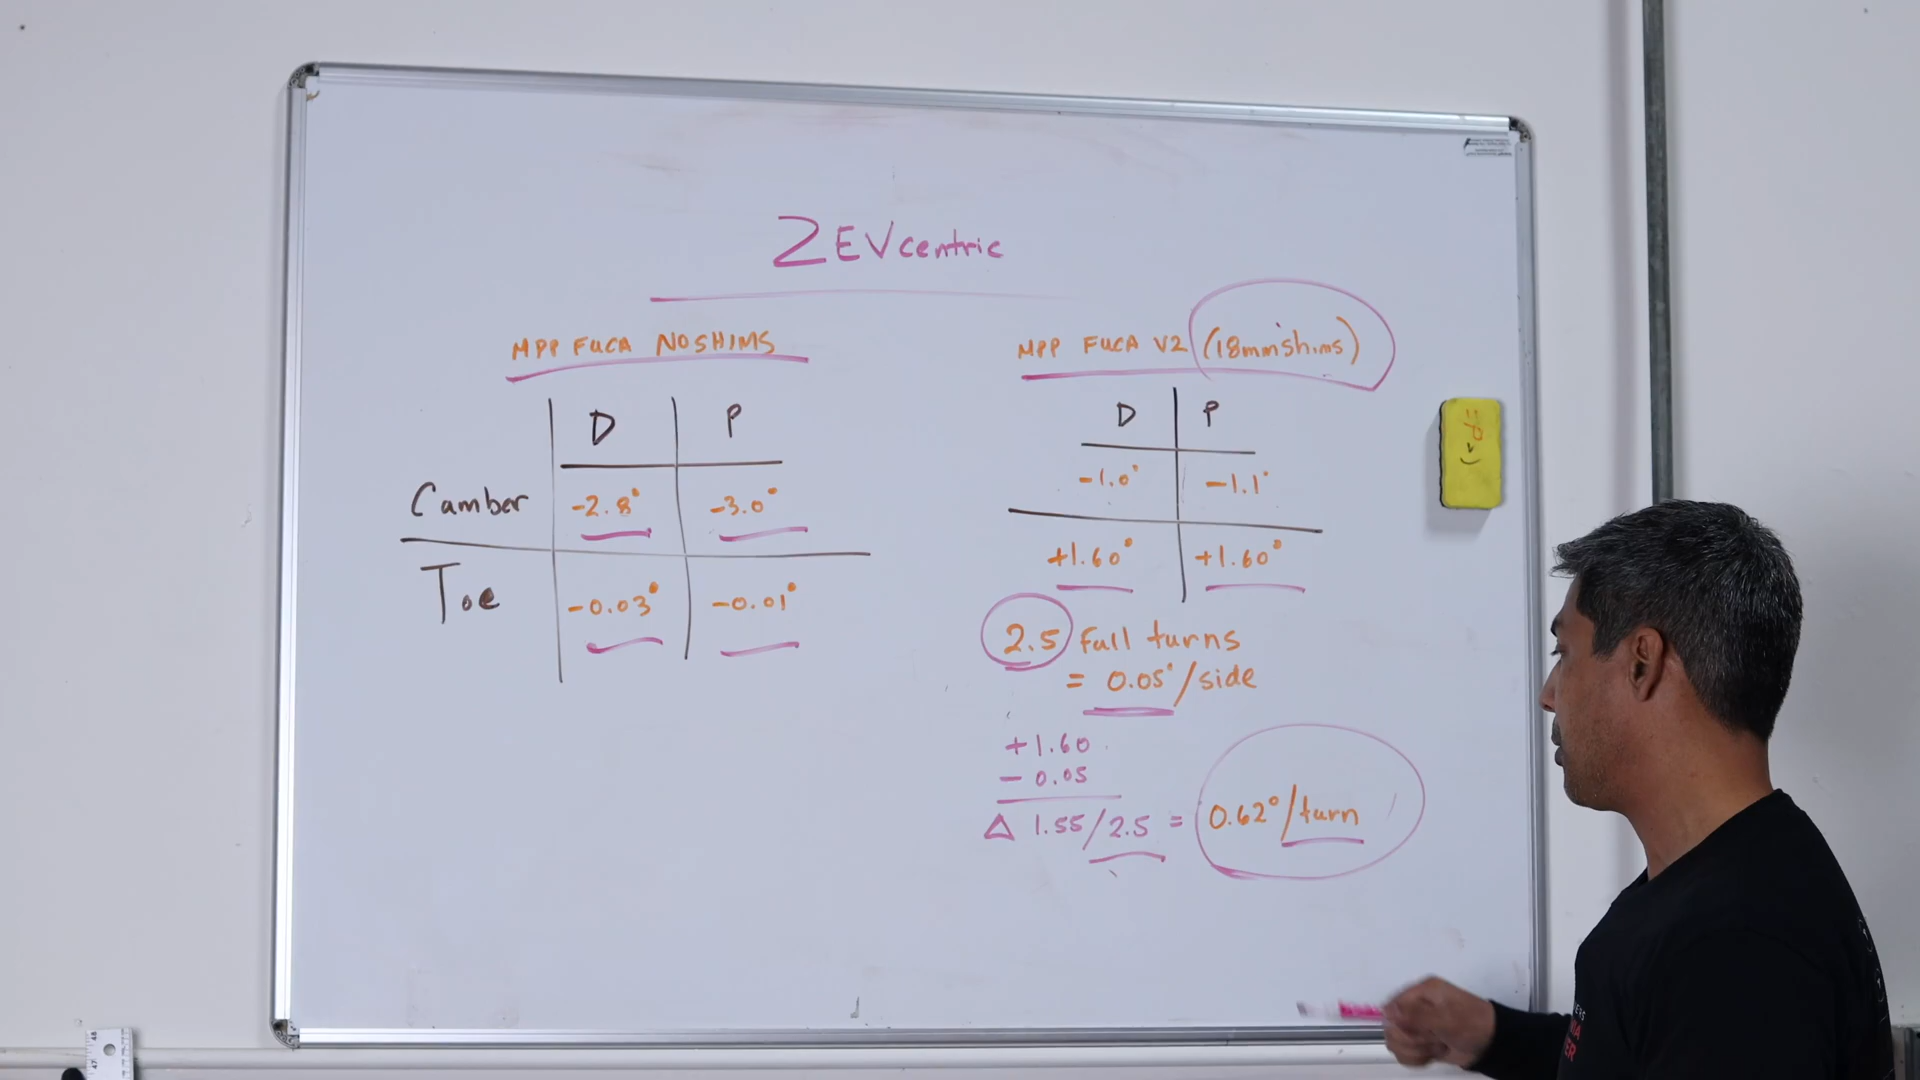 ZEVcentric
MPP FUCA NO SHIMS
D P
Camber -2.8° -3.0°
Toe -0.03° -0.01°
MPP FUCA V2 (18mm shims)
D P
-1.0° -1.1°
+1.60° +1.60°
2.5 Full turns
= 0.05°/side
+1.60
- 0.05
Δ 1.55/2.5 = 0.62°/turn